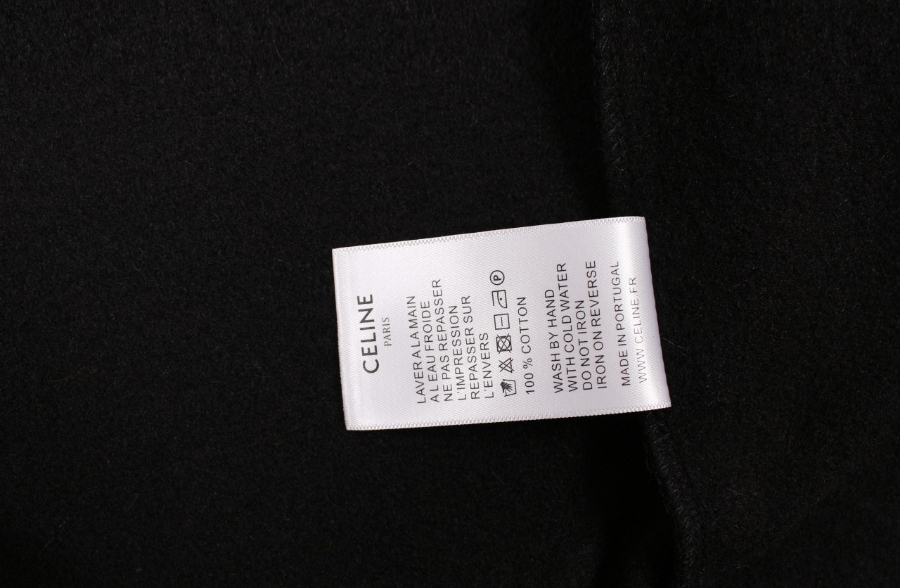 CELINE
PARIS
LAVER A LA MAIN
A L EAU FROIDE
NE PAS REPASSER
L'IMPRESSION
REPASSER SUR
L'ENVERS
P
100 % COTTON
WASH BY HAND
WITH COLD WATER
DO NOT IRON
IRON ON REVERSE
MADE IN PORTUGAL
WWW.CELINE.FR